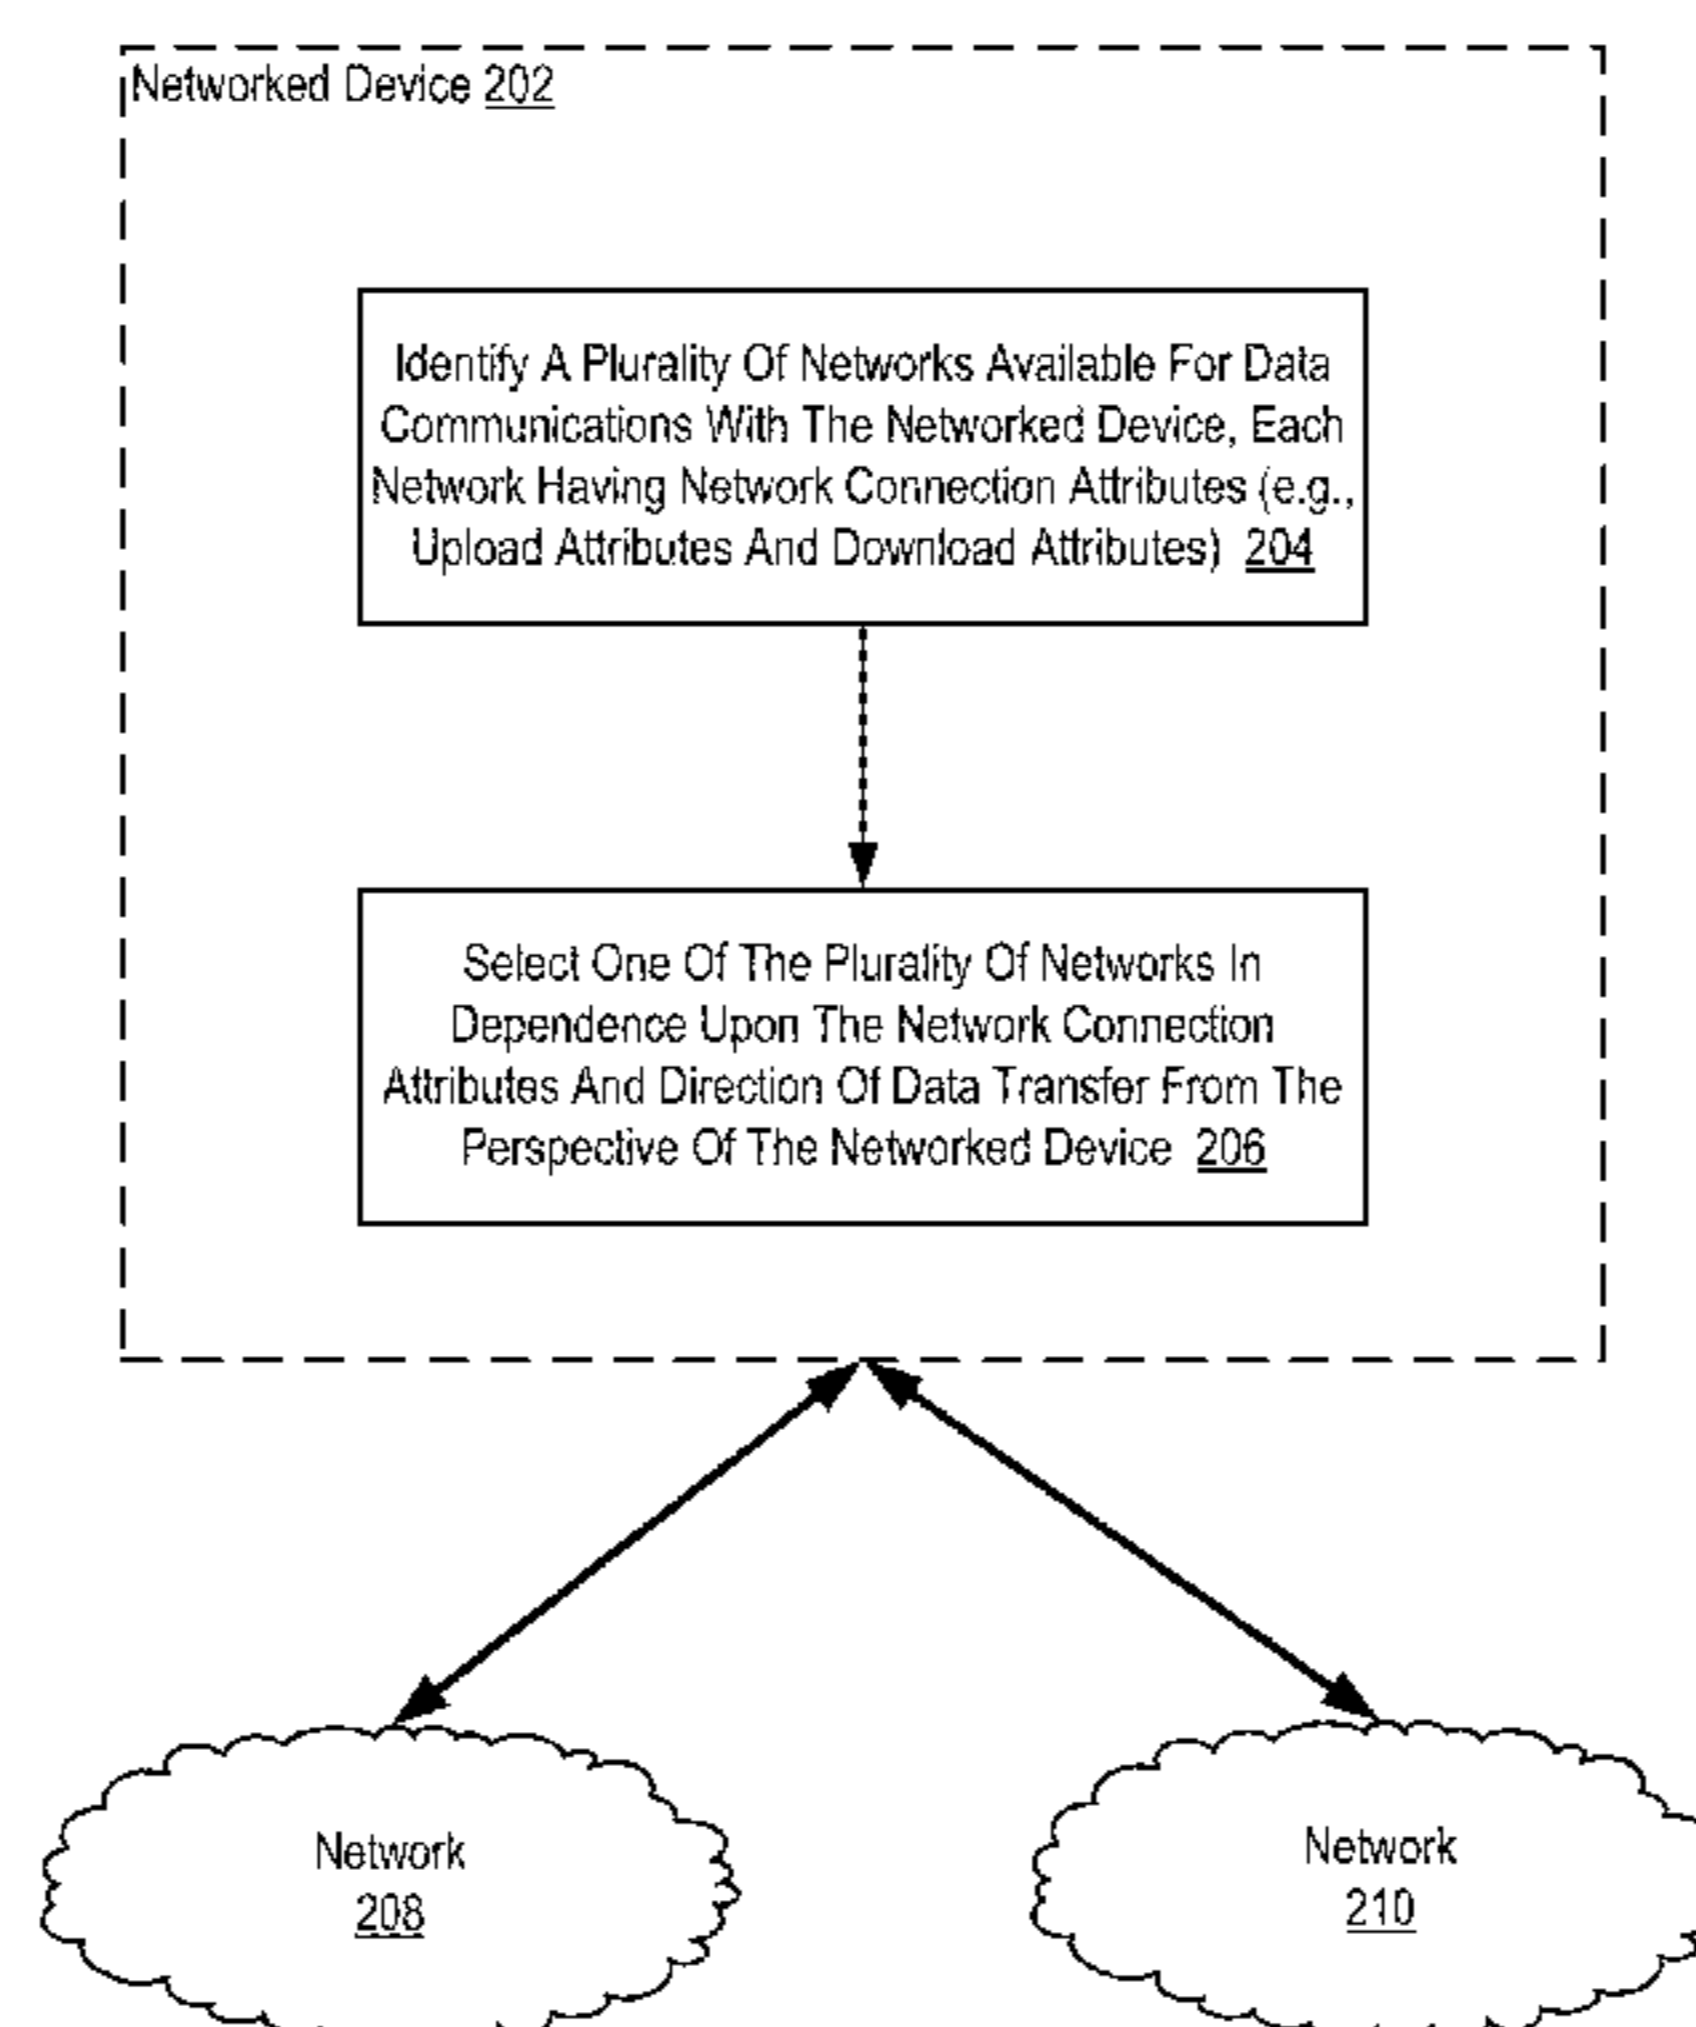 Networked Device 202
Identify A Plurality Of Networks Available For Data
Communications With The Networked Device, Each
Network Having Network Connection Attributes (e.g.,
Upload Attributes And Download Attributes) 204
Select One Of The Plurality Of Networks In
Dependence Upon The Network Connection
Attributes And Direction Of Data Transfer From The
Perspective Of The Networked Device 206
Network
208
Network
210